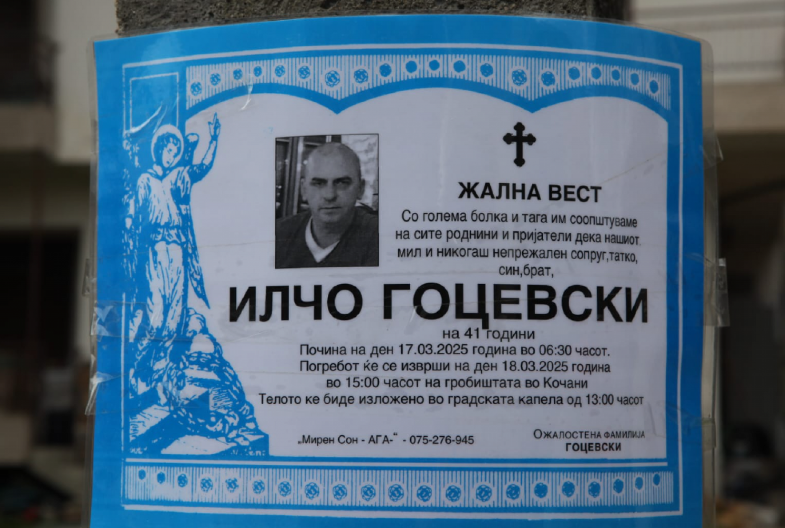 ЖАЛНА ВЕСТ
Со голема болка и тага им соопштуваме
на сите роднини и пријатели дека нашиот
мил и никогаш непрежален сопруг,татко,
син,брат,
ИЛЧО ГОЦЕВСКИ
на 41 години
Почина на ден 17.03.2025 година во 06:30 часот.
Погребот ќе се изврши на ден 18.03.2025 година
во 15:00 часот на гробиштата во Кочани
Телото ке биде изложено во градската капела од 13:00 часот
„Мирен Сон - АГА-“ - 075-276-945
ОЖАЛОСТЕНА ФАМИЛИЈА
ГОЦЕВСКИ